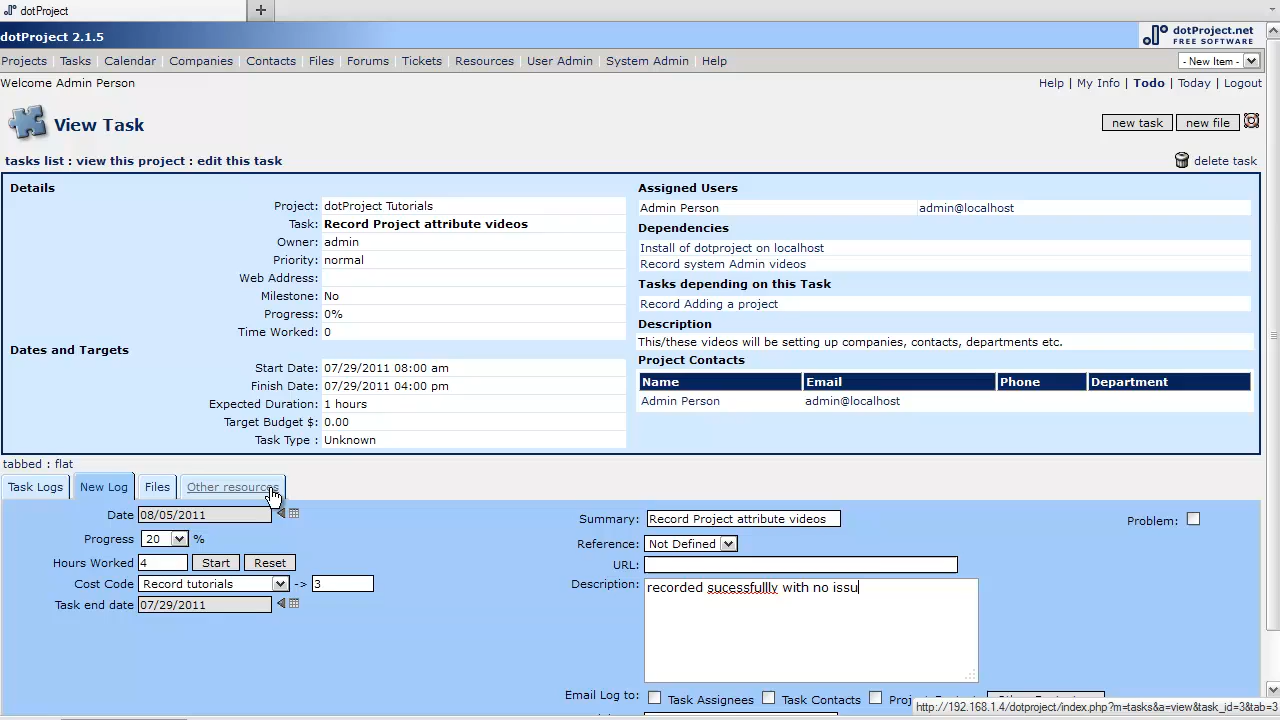 dotProject
+
dotProject 2.1.5
dotProject.net
FREE SOFTWARE
Projects Tasks Calendar Companies Contacts Files Forums Tickets Resources User Admin System Admin Help
- New Item -
Welcome Admin Person
Help | My Info | Todo | Today | Logout
View Task
new task new file
tasks list : view this project : edit this task
delete task
Details
Project: dotProject Tutorials
Task: Record Project attribute videos
Owner: admin
Priority: normal
Web Address:
Milestone: No
Progress: 0%
Time Worked: 0
Dates and Targets
Start Date: 07/29/2011 08:00 am
Finish Date: 07/29/2011 04:00 pm
Expected Duration: 1 hours
Target Budget $: 0.00
Task Type : Unknown
Assigned Users
Admin Person admin@localhost
Dependencies
Install of dotproject on localhost
Record system Admin videos
Tasks depending on this Task
Record Adding a project
Description
This/these videos will be setting up companies, contacts, departments etc.
Project Contacts
Name Email Phone Department
Admin Person admin@localhost
tabbed : flat
Task Logs New Log Files Other resources
Date 08/05/2011
Progress 20 %
Hours Worked 4 Start Reset
Cost Code Record tutorials -> 3
Task end date 07/29/2011
Summary: Record Project attribute videos
Problem:
Reference: Not Defined
URL:
Description: recorded sucessfullly with no issu
Email Log to: Task Assignees Task Contacts
http://192.168.1.4/dotproject/index.php?m=tasks&a=view&task_id=3&tab=3